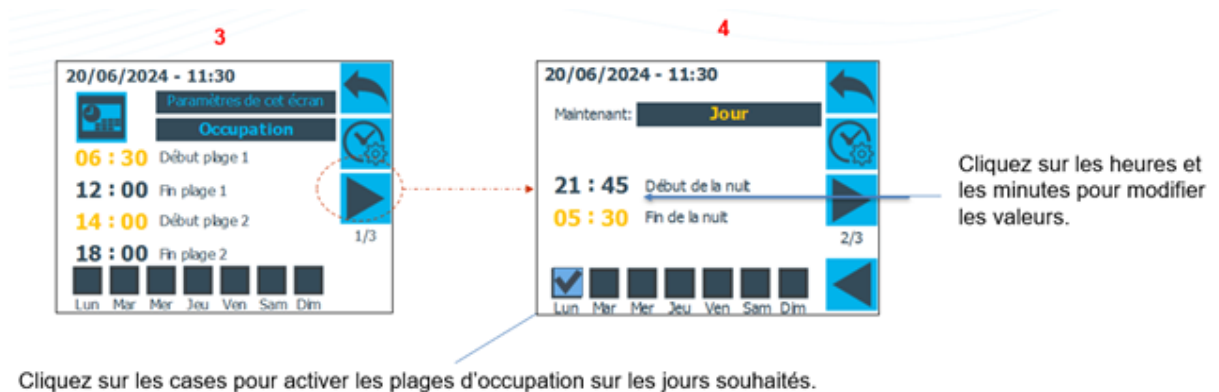 3
20/06/2024 - 11:30
Paramètres de cet écran
Occupation
06 : 30 Début plage 1
12 : 00 Fin plage 1
14 : 00 Début plage 2
18 : 00 Fin plage 2
1/3
Lun Mar Mer Jeu Ven Sam Dim
4
20/06/2024 - 11:30
Maintenant: Jour
21 : 45 Début de la nuit
05 : 30 Fin de la nuit
2/3
Lun Mar Mer Jeu Ven Sam Dim
Cliquez sur les heures et
les minutes pour modifier
les valeurs.
Cliquez sur les cases pour activer les plages d'occupation sur les jours souhaités.